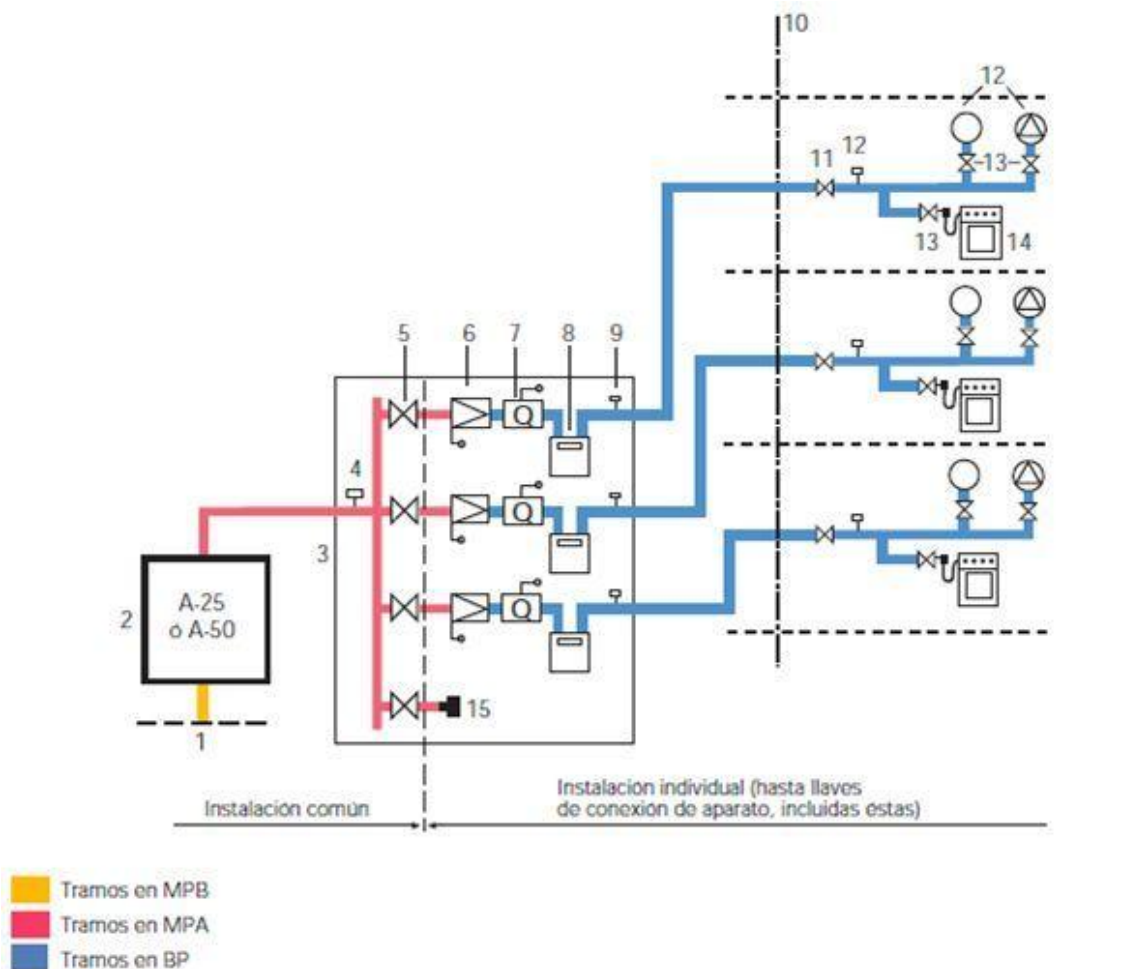 10
12
11
12
13
13
14
5
6
7
8
9
Q
4
Q
3
2
A-25
ó A-50
Q
15
1
Instalación común
Instalación individual (hasta llaves
de conexión de aparato, incluidas éstas)
Tramos en MPB
Tramos en MPA
Tramos en BP